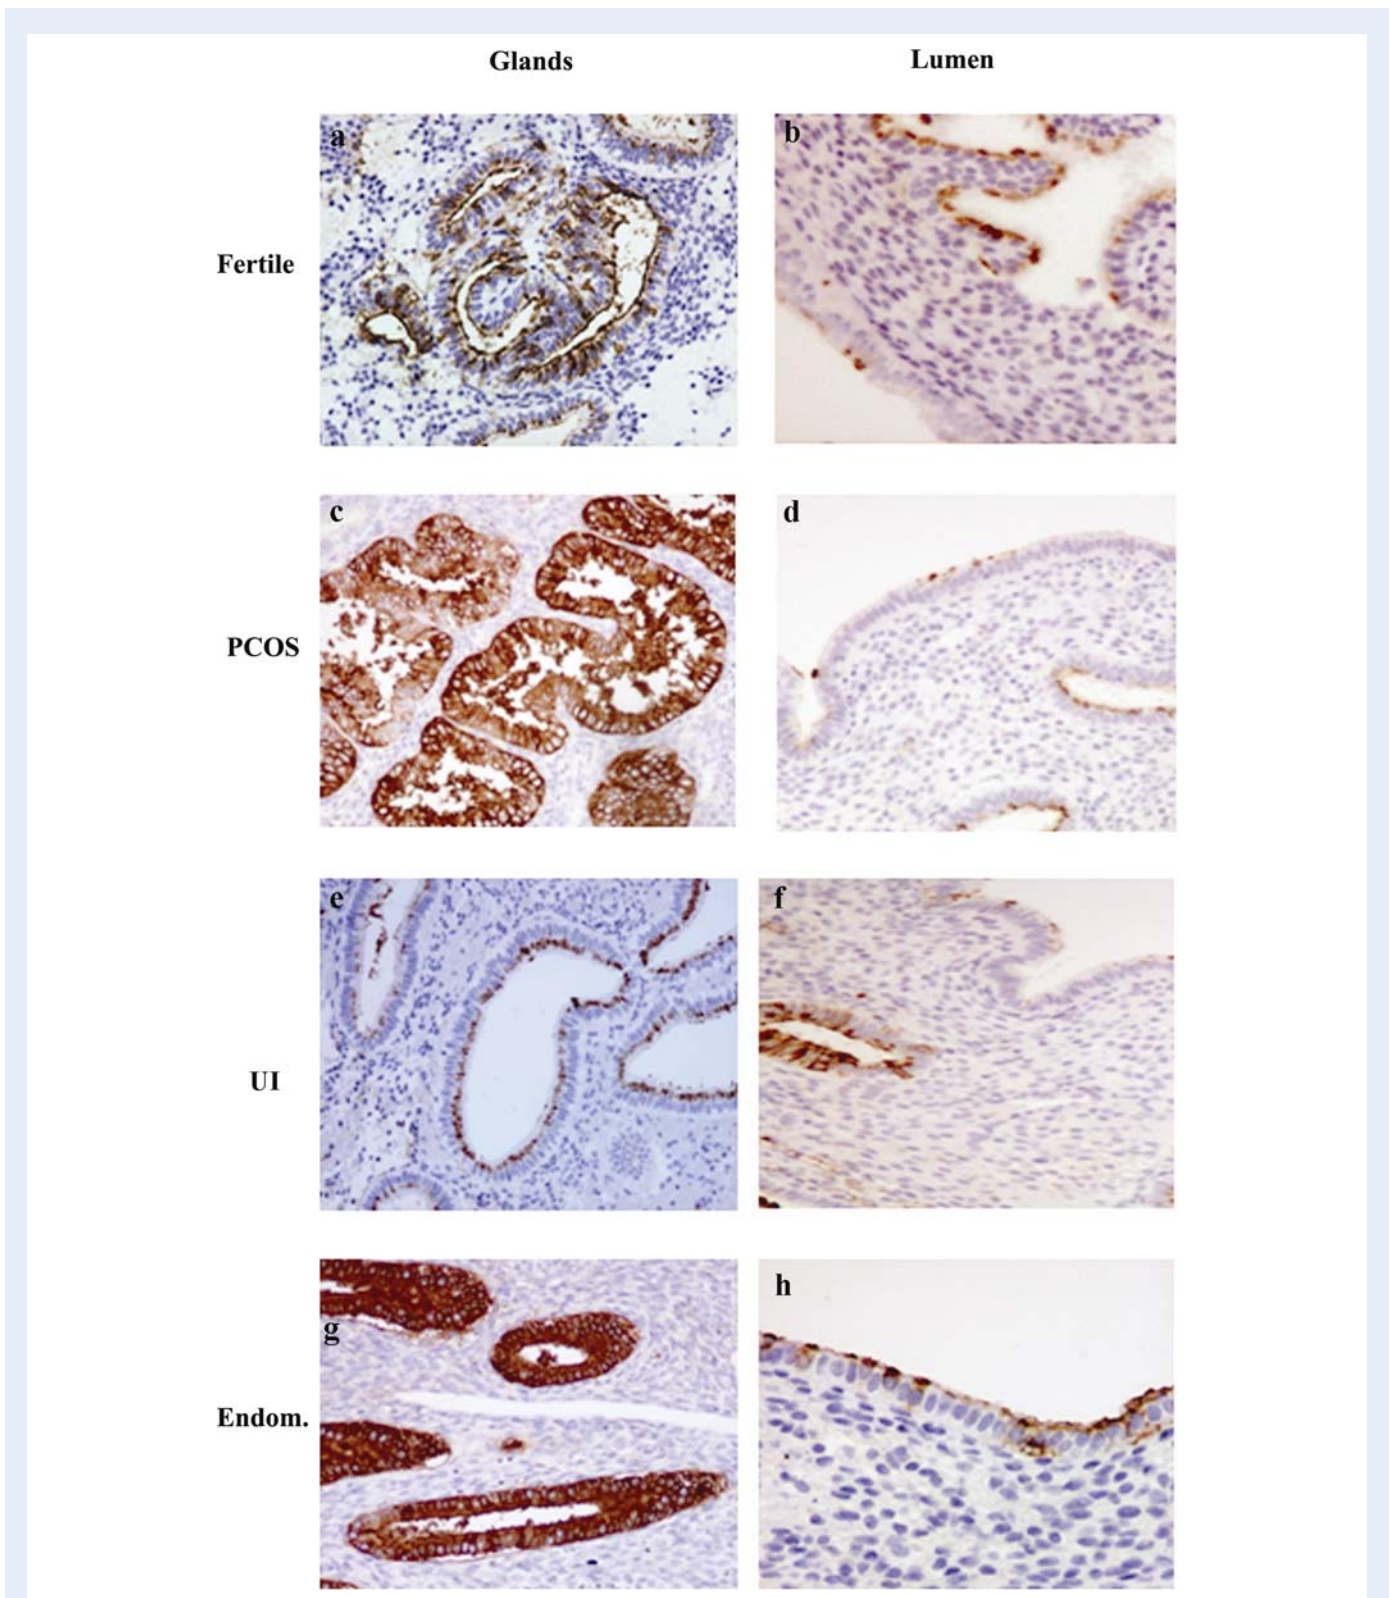 Glands Lumen
a b
Fertile
c d
PCOS
e f
UI
g h
Endom.